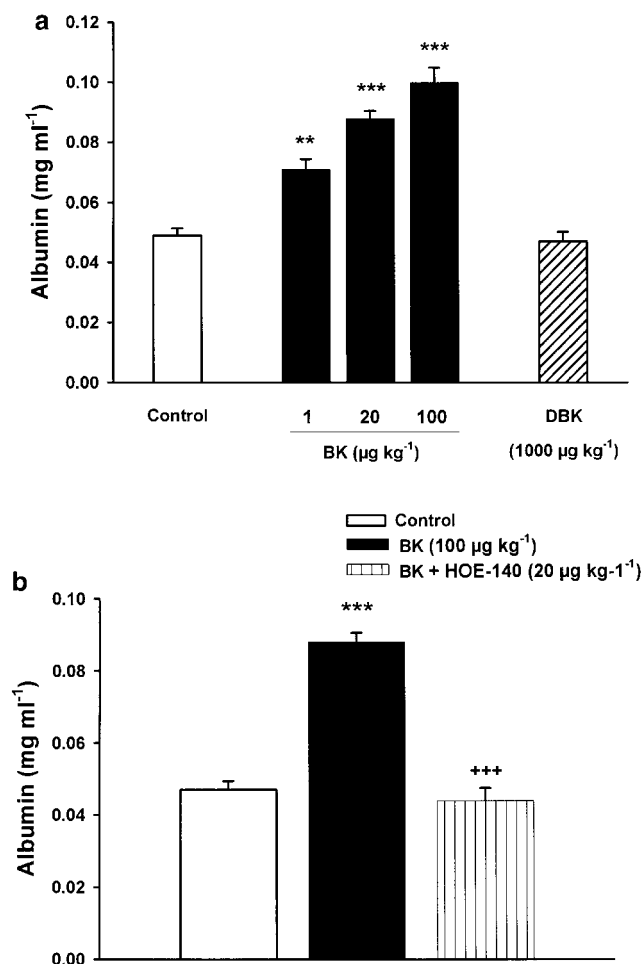 a
0.12
***
***
0.10
**
0.08
Albumin (mg ml⁻¹)
0.06
0.04
0.02
0.00
Control
1 20 100
DBK
BK (µg kg⁻¹)
(1000 µg kg⁻¹)
Control
BK (100 µg kg⁻¹)
BK + HOE-140 (20 µg kg-1⁻¹)
b
0.10
***
0.08
Albumin (mg ml⁻¹)
0.06
+++
0.04
0.02
0.00